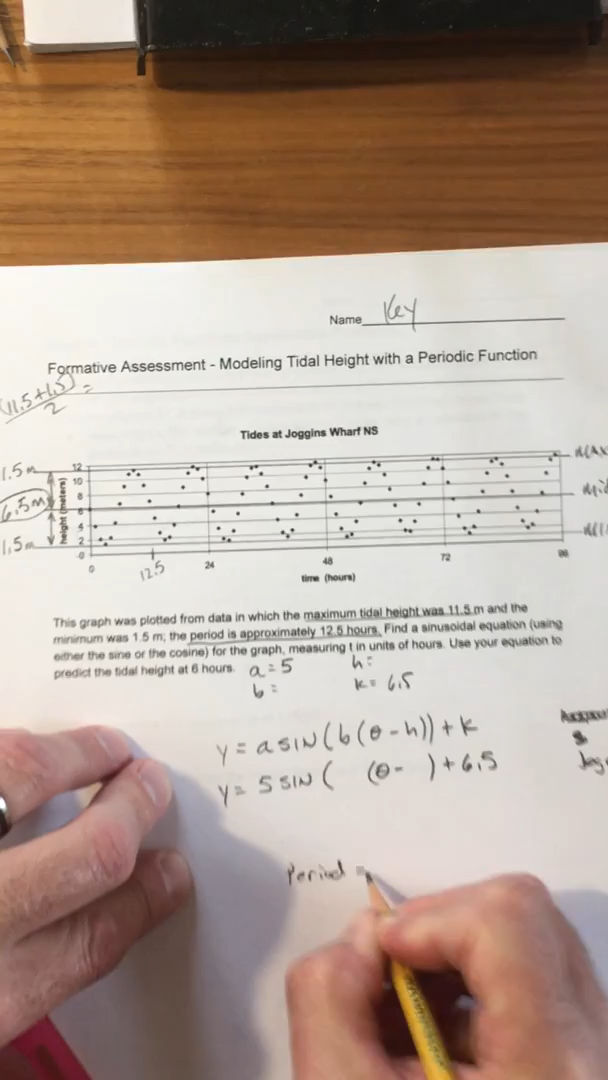 Name Key
Formative Assessment - Modeling Tidal Height with a Periodic Function
(11.5+1.5) =
2
Tides at Joggins Wharf NS
1.5m
6.5m
1.5m
height (meters)
12
10
8
6
4
2
0
0 12.5 24 48 72
time (hours)
MAX
This graph was plotted from data in which the maximum tidal height was 11.5 m and the
minimum was 1.5 m; the period is approximately 12.5 hours. Find a sinusoidal equation (using
either the sine or the cosine) for the graph, measuring t in units of hours. Use your equation to
predict the tidal height at 6 hours. a = 5 h =
b = k = 6.5
y = a sin(b(θ-h))+k
y = 5 sin( (θ- )+6.5
Period =